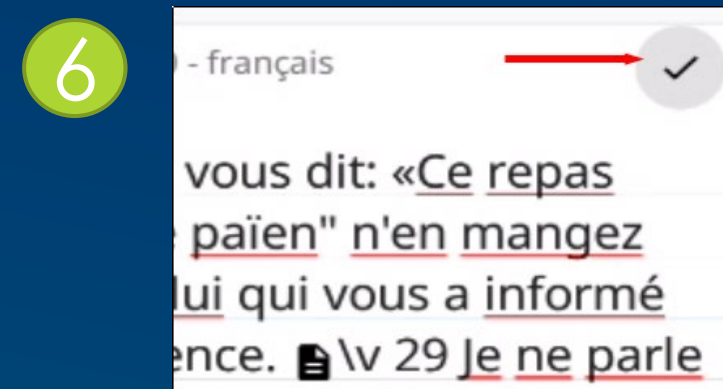 6
) - français
vous dit: «Ce repas
païen" n'en mangez
lui qui vous a informé
ence. \v 29 Je ne parle